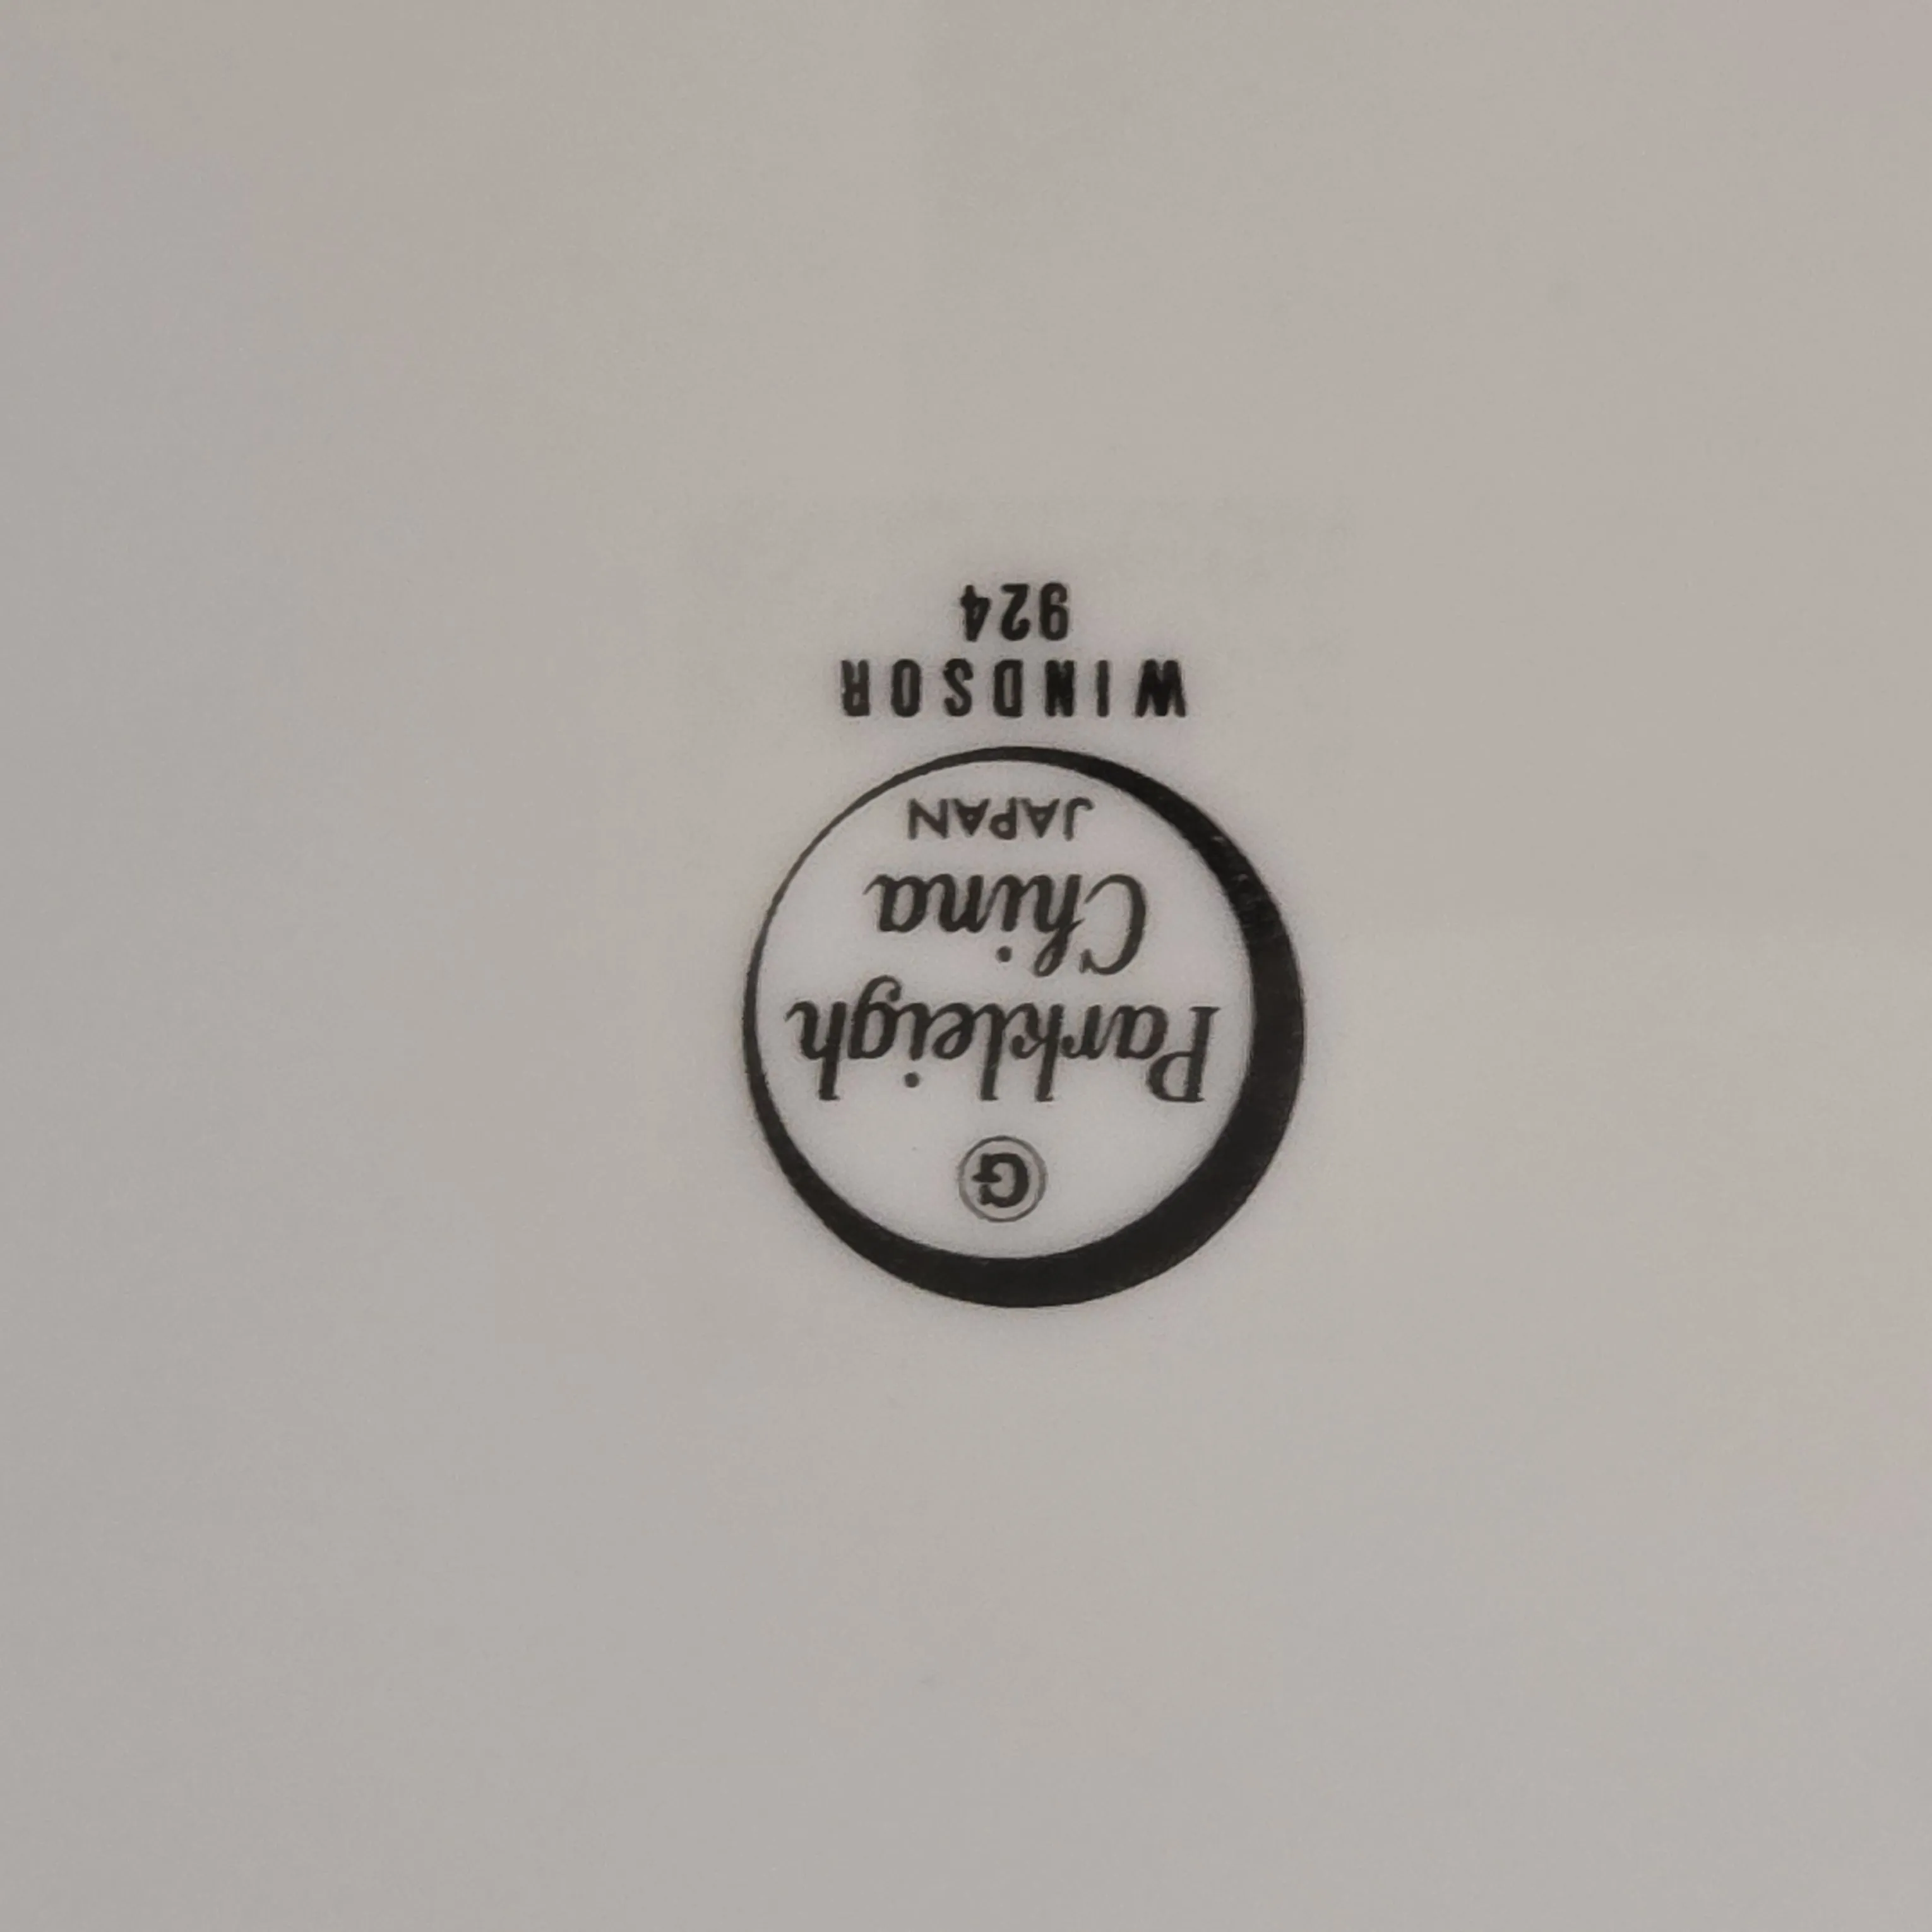 G
Parkleigh
China
JAPAN
WINDSOR
924